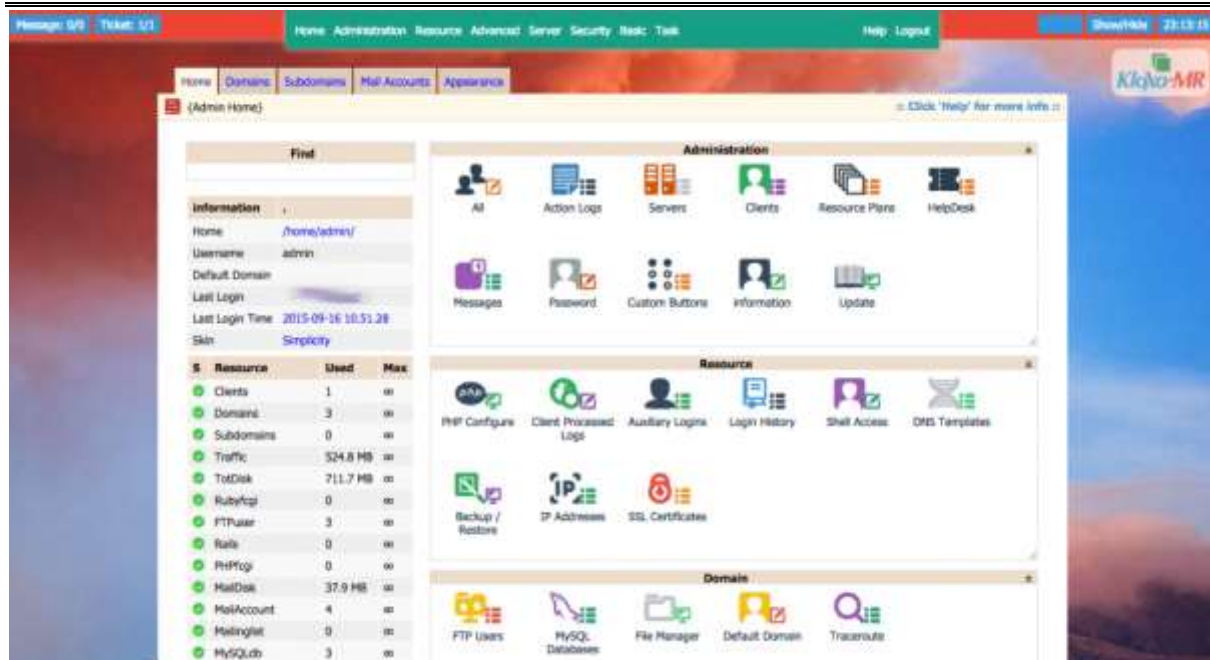 Message: 0/0 Ticket: 1/1
Home Administration Resource Advanced Server Security Basic Task Help Logout
Show/Hide 23:13:15
Kloxo-MR
Home Domains Subdomains Mail Accounts Appearance
(Admin Home)
:: Click 'Help' for more info ::
Find
Information
Home /home/admin/
Username admin
Default Domain
Last Login
Last Login Time 2015-09-16 10.51.28
Skin Simplicity
S Resource Used Max
Clients 1 ∞
Domains 3 ∞
Subdomains 0 ∞
Traffic 524.8 MB ∞
TotDisk 711.7 MB ∞
Rubyfcgi 0 ∞
FTPuser 3 ∞
Rails 0 ∞
PHPfcgi 0 ∞
MailDisk 37.9 MB ∞
MailAccount 4 ∞
Mailinglist 0 ∞
MySQLdb 3 ∞
Administration
All Action Logs Servers Clients Resource Plans HelpDesk
Messages Password Custom Buttons Information Update
Resource
PHP Configure Client Processed Logs Auxiliary Logins Login History Shell Access DNS Templates
Backup / Restore IP Addresses SSL Certificates
Domain
FTP Users MySQL Databases File Manager Default Domain Traceroute